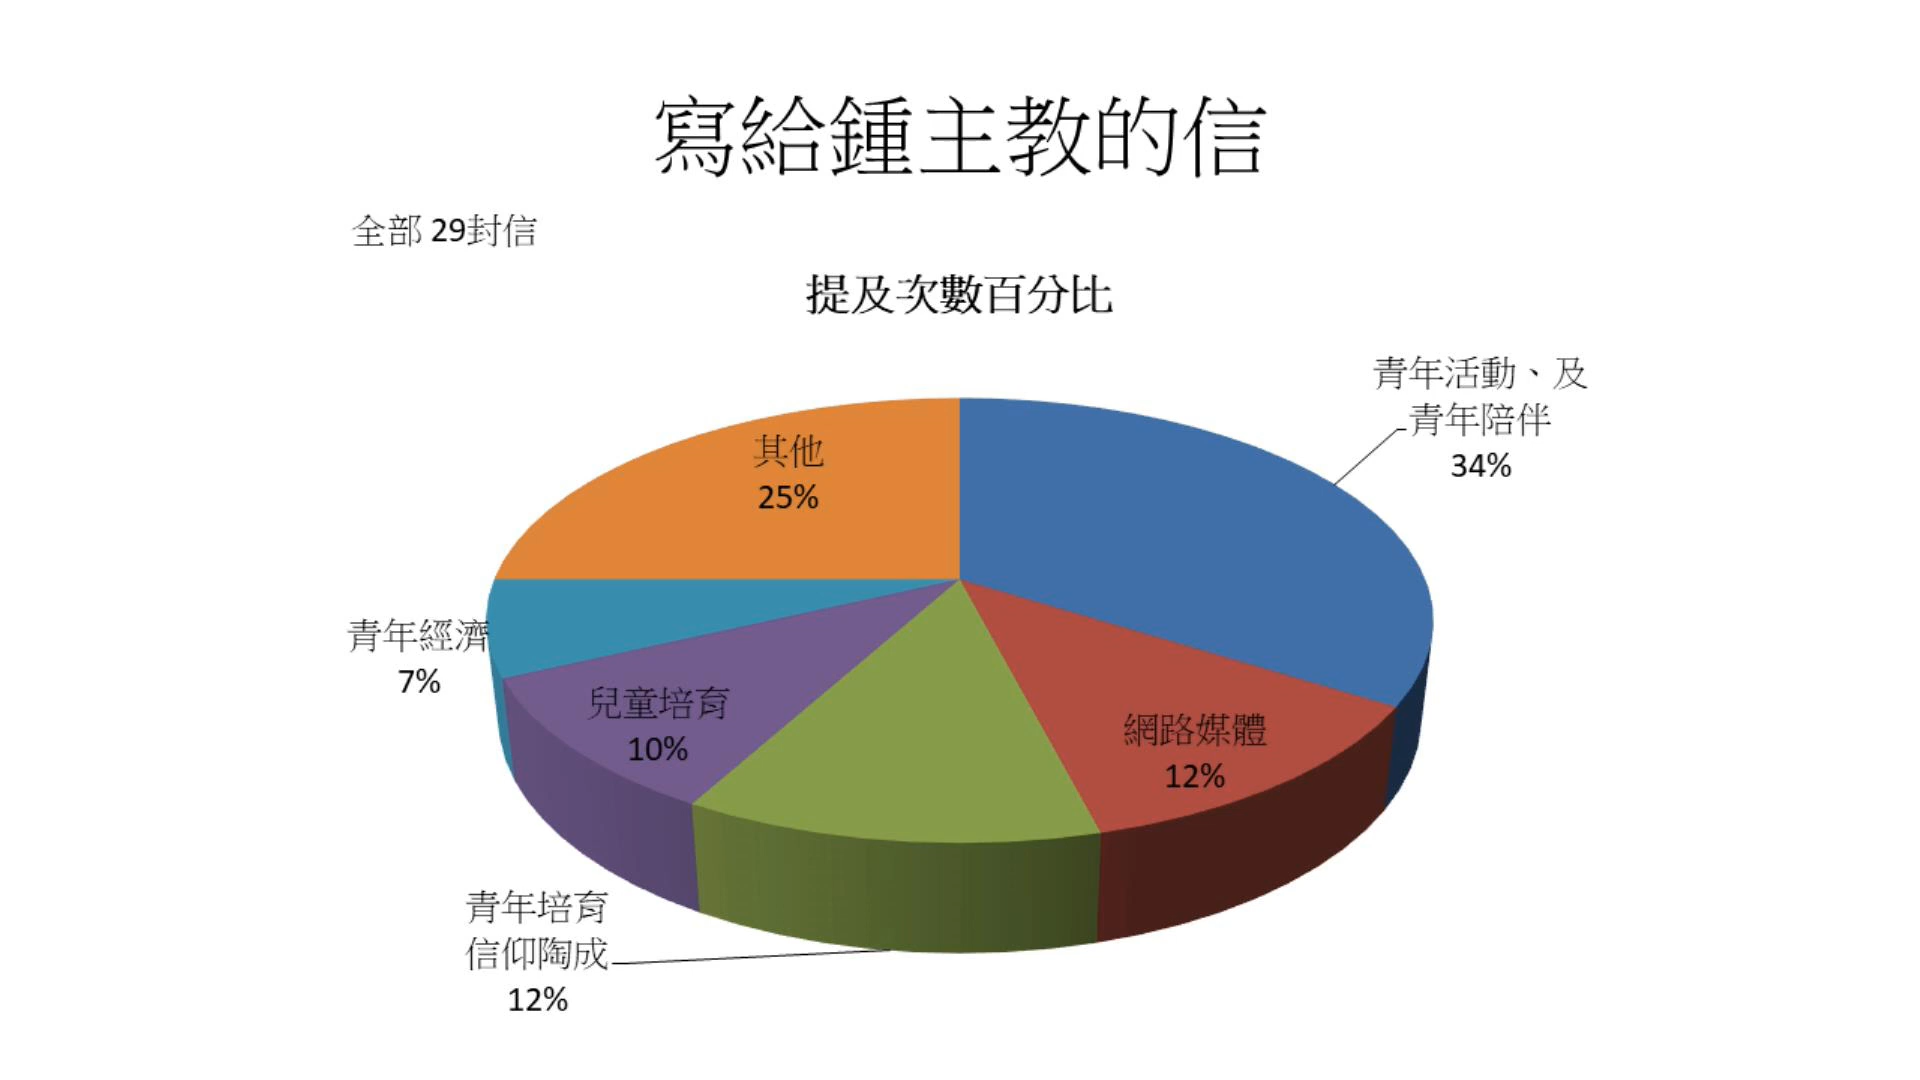 寫給鍾主教的信
全部 29封信
提及次數百分比
青年活動、及
青年陪伴
34%
其他
25%
青年經濟
7%
兒童培育
10%
網路媒體
12%
青年培育
信仰陶成
12%